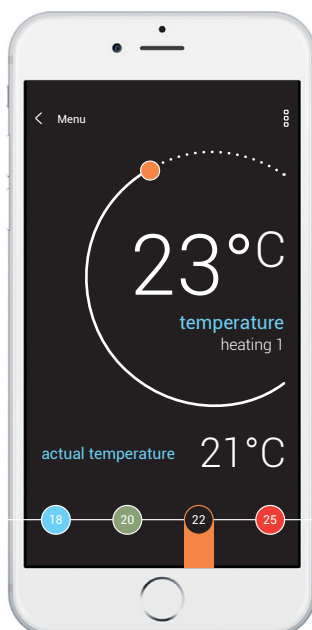 Menu
23°C
temperature
heating 1
actual temperature 21°C
18 20 22 25